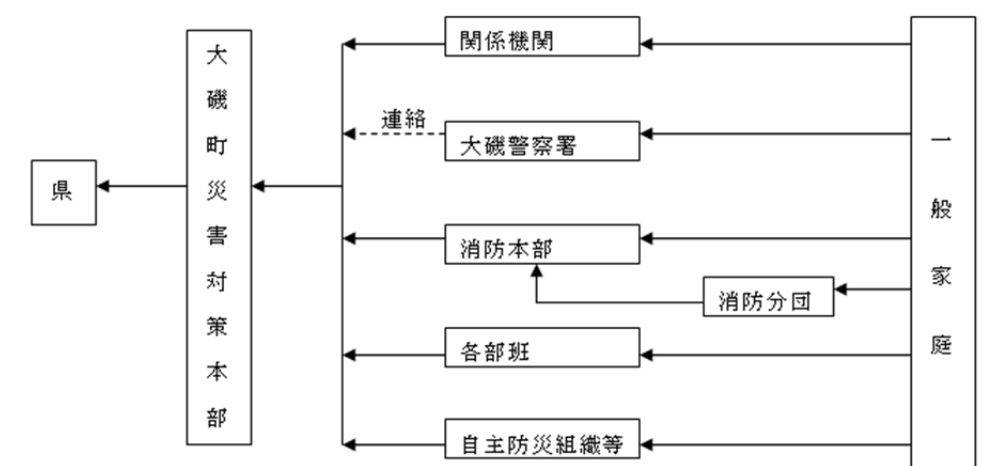 県
大磯町災害対策本部
連絡
関係機関
大磯警察署
消防本部
消防分団
各部班
自主防災組織等
一般家庭